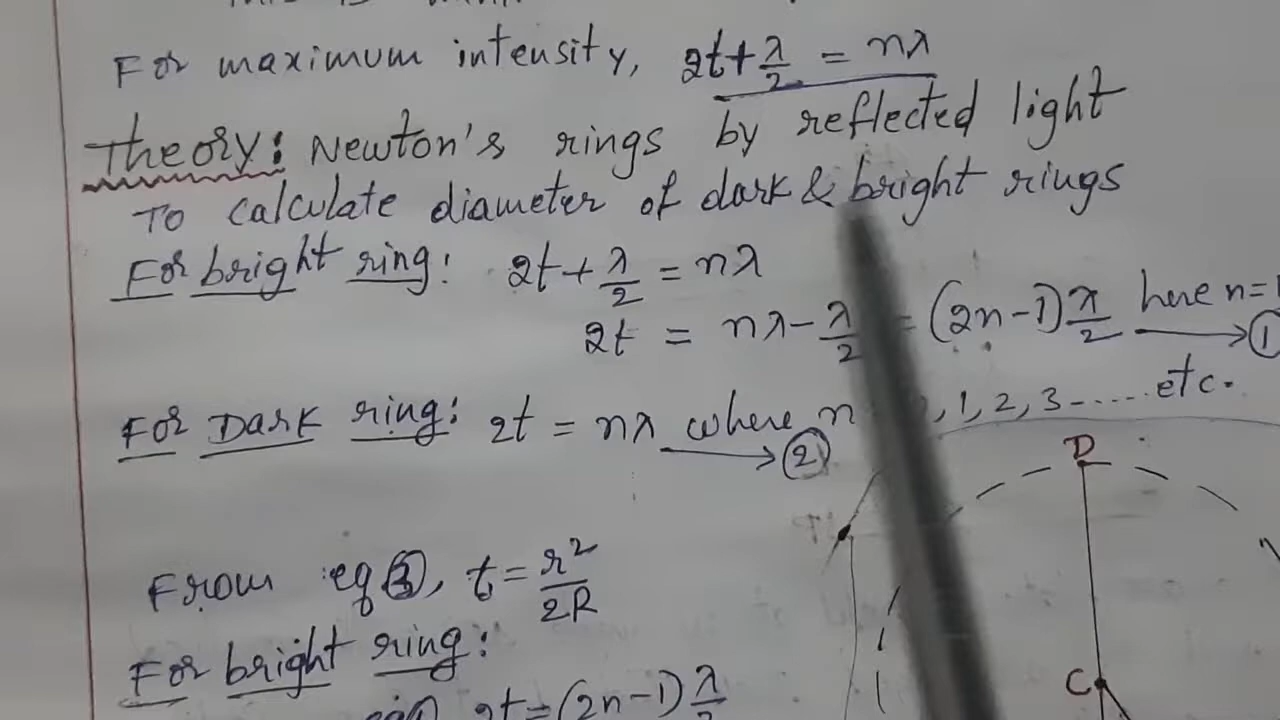 For maximum intensity, 2t + λ/2 = nλ
Theory: Newton's rings by reflected light
To calculate diameter of dark & bright rings
For bright ring: 2t + λ/2 = nλ
2t = nλ - λ/2 = (2n-1) λ/2 here n=1
①
For Dark ring: 2t = nλ where n , 1, 2, 3 ...... etc.
②
D
From eq③, t = r²/2R
For bright ring:
C
2t = (2n-1) λ/2